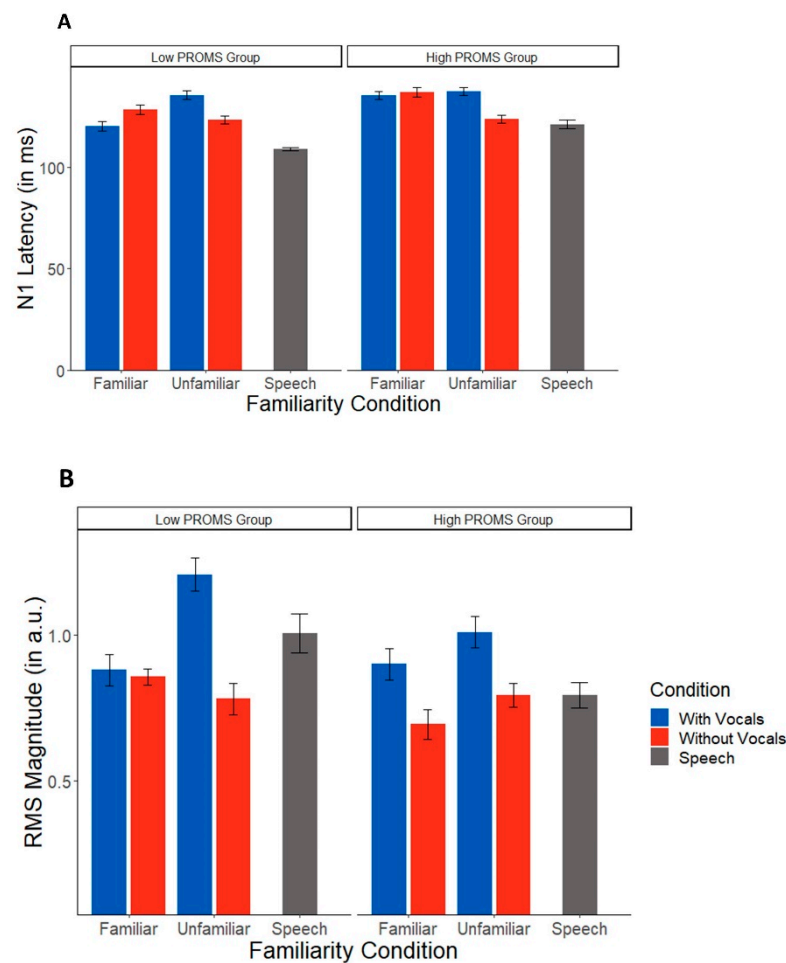 A
Low PROMS Group
High PROMS Group
N1 Latency (in ms)
100
50
0
Familiar Unfamiliar Speech Familiar Unfamiliar Speech
Familiarity Condition
B
Low PROMS Group
High PROMS Group
RMS Magnitude (in a.u.)
1.0
0.5
Familiar Unfamiliar Speech Familiar Unfamiliar Speech
Familiarity Condition
Condition
With Vocals
Without Vocals
Speech